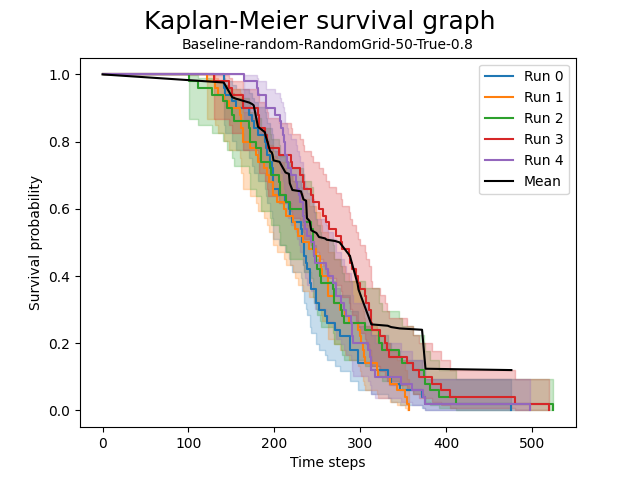 Kaplan-Meier survival graph
Baseline-random-RandomGrid-50-True-0.8
Survival probability
1.0
0.8
0.6
0.4
0.2
0.0
Run 0
Run 1
Run 2
Run 3
Run 4
Mean
0 100 200 300 400 500
Time steps